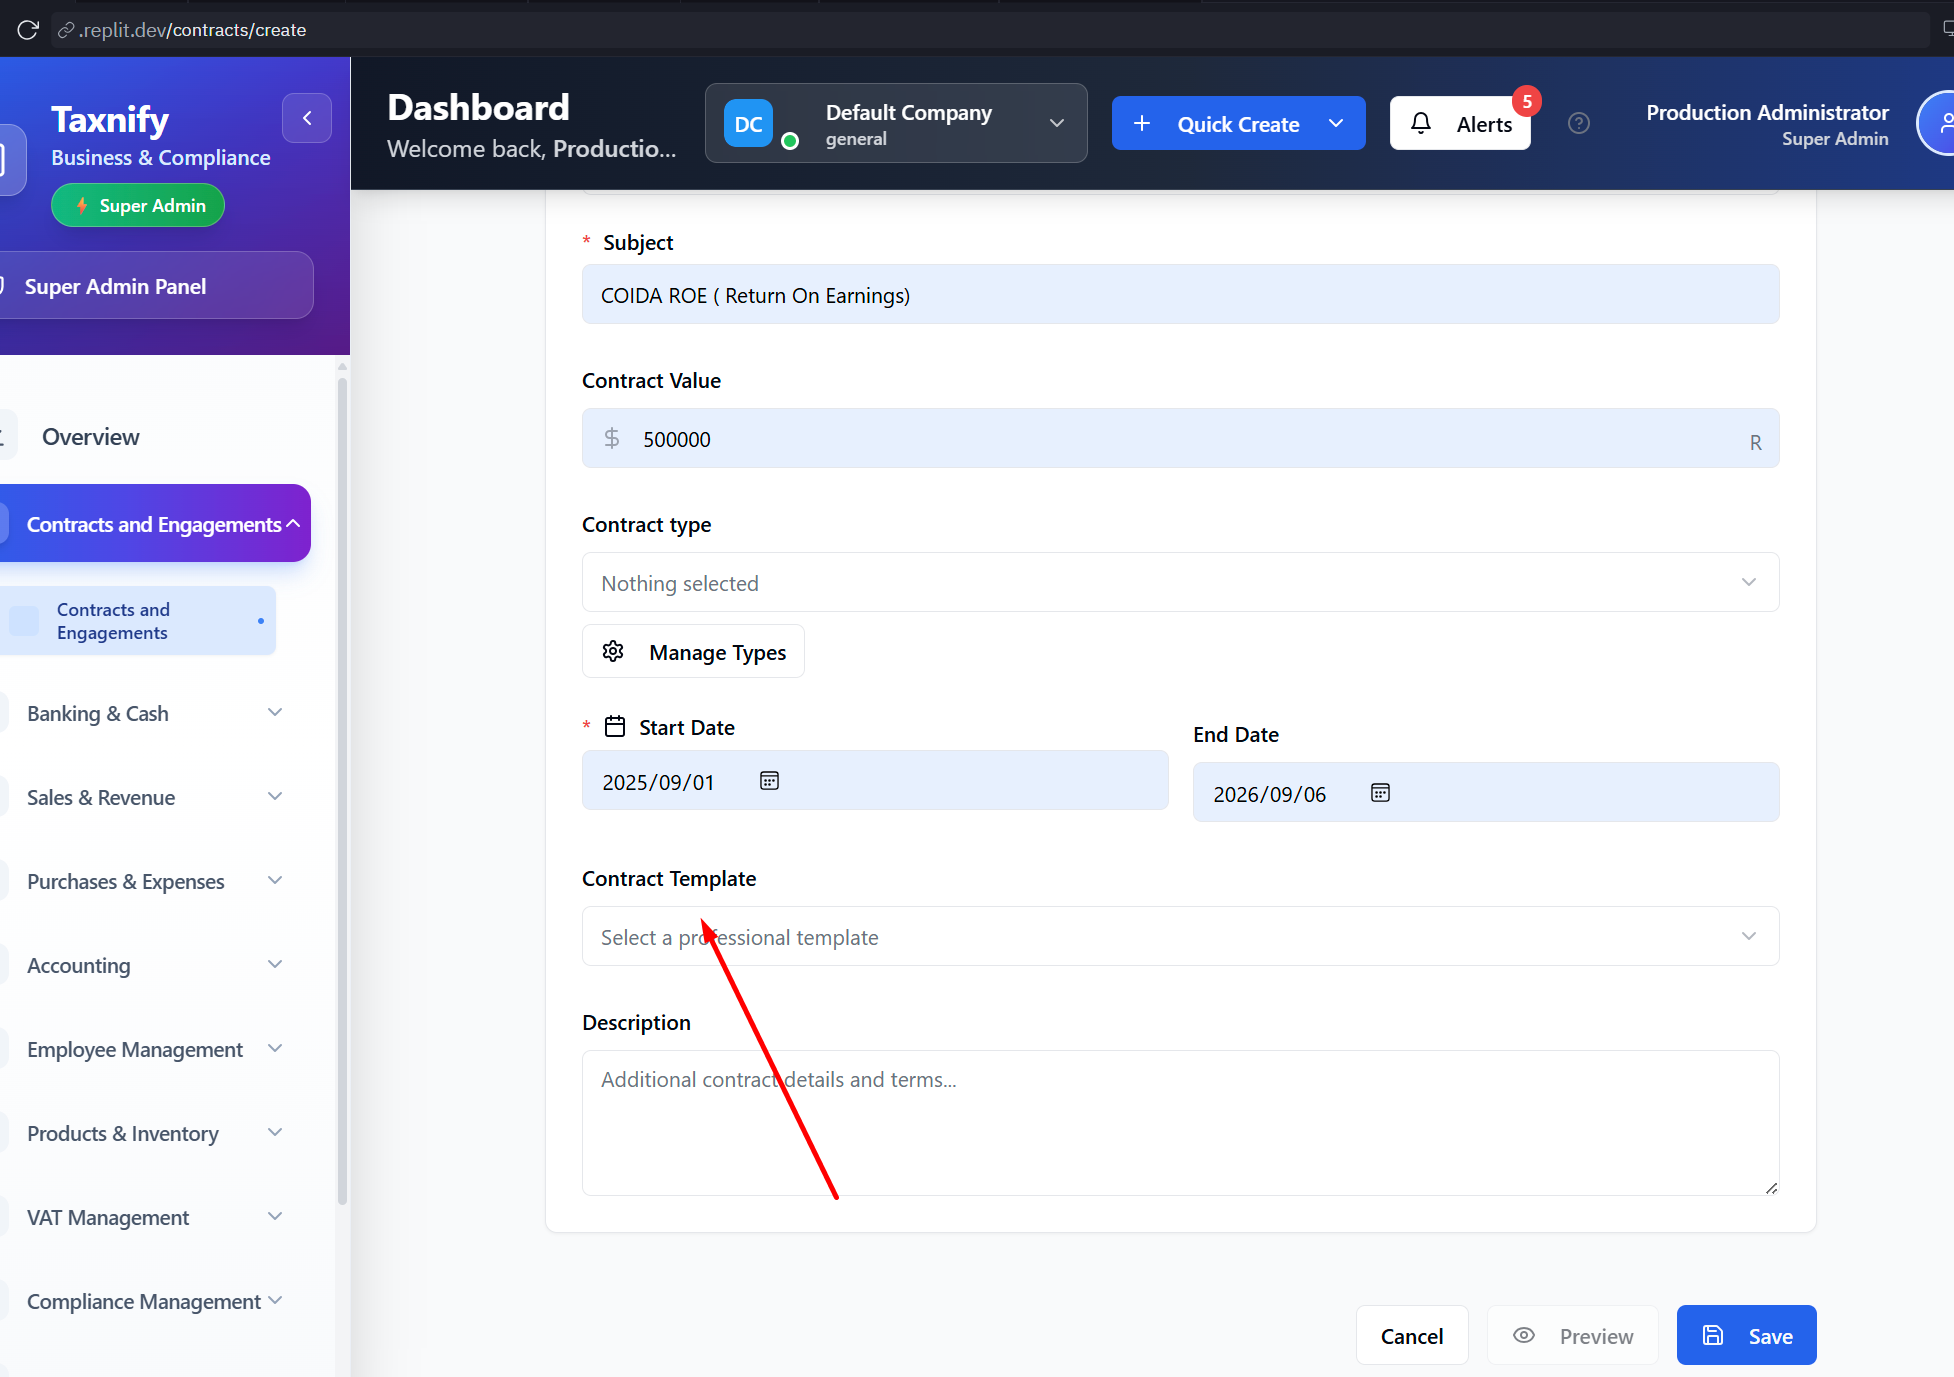 .replit.dev/contracts/create
Taxnify
Business & Compliance
Super Admin
Super Admin Panel
Overview
Contracts and Engagements
Contracts and
Engagements
Banking & Cash
Sales & Revenue
Purchases & Expenses
Accounting
Employee Management
Products & Inventory
VAT Management
Compliance Management
Dashboard
Welcome back, Productio...
DC
Default Company
general
Quick Create
Alerts
5
Production Administrator
Super Admin
* Subject
COIDA ROE ( Return On Earnings)
Contract Value
$ 500000 R
Contract type
Nothing selected
Manage Types
* Start Date
2025/09/01
End Date
2026/09/06
Contract Template
Select a professional template
Description
Additional contract details and terms...
Cancel
Preview
Save